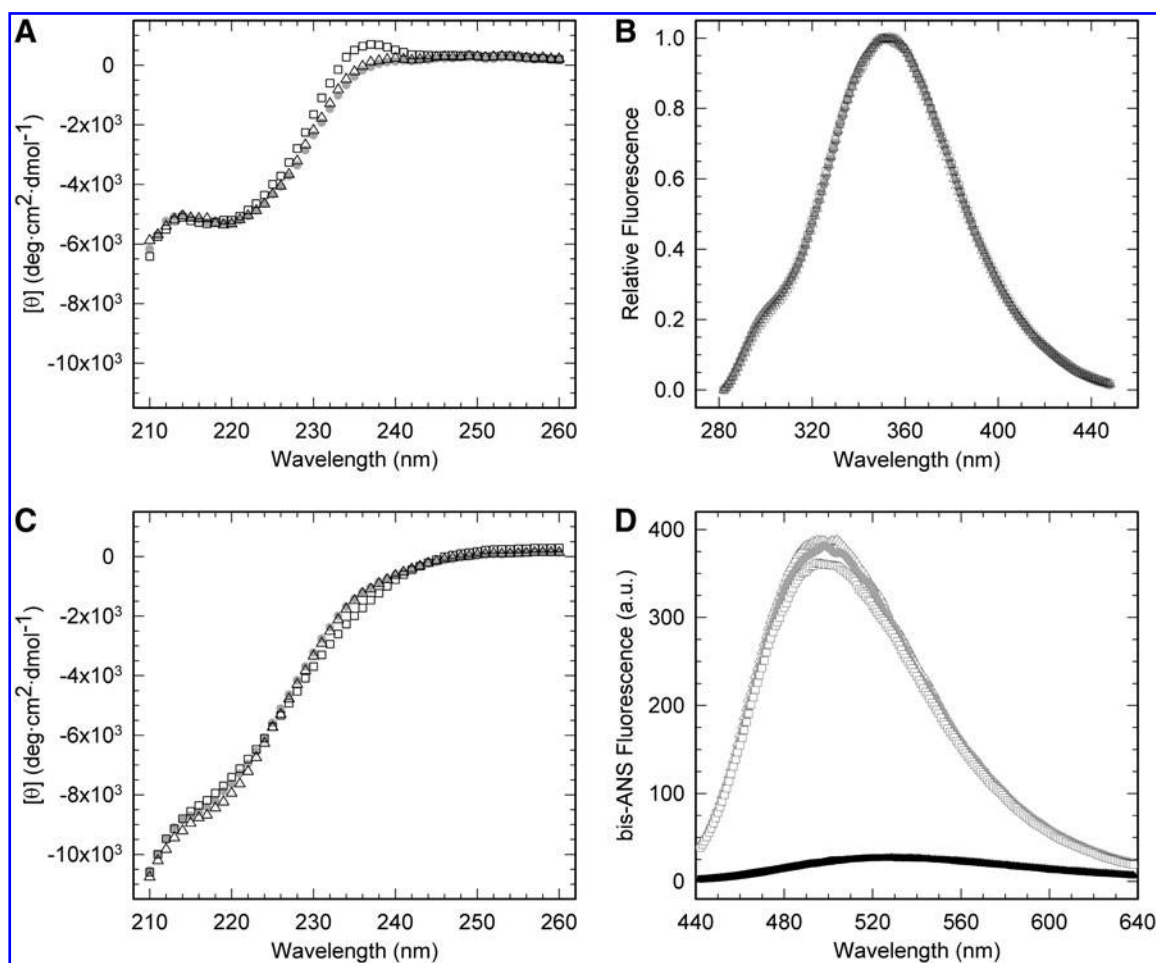 A
0
-2x10³
-4x10³
-6x10³
-8x10³
-10x10³
[θ] (deg·cm²·dmol⁻¹)
210 220 230 240 250 260
Wavelength (nm)
B
1.0
0.8
0.6
0.4
0.2
0.0
Relative Fluorescence
280 320 360 400 440
Wavelength (nm)
C
0
-2x10³
-4x10³
-6x10³
-8x10³
-10x10³
[θ] (deg·cm²·dmol⁻¹)
210 220 230 240 250 260
Wavelength (nm)
D
400
300
200
100
0
bis-ANS Fluorescence (a.u.)
440 480 520 560 600 640
Wavelength (nm)